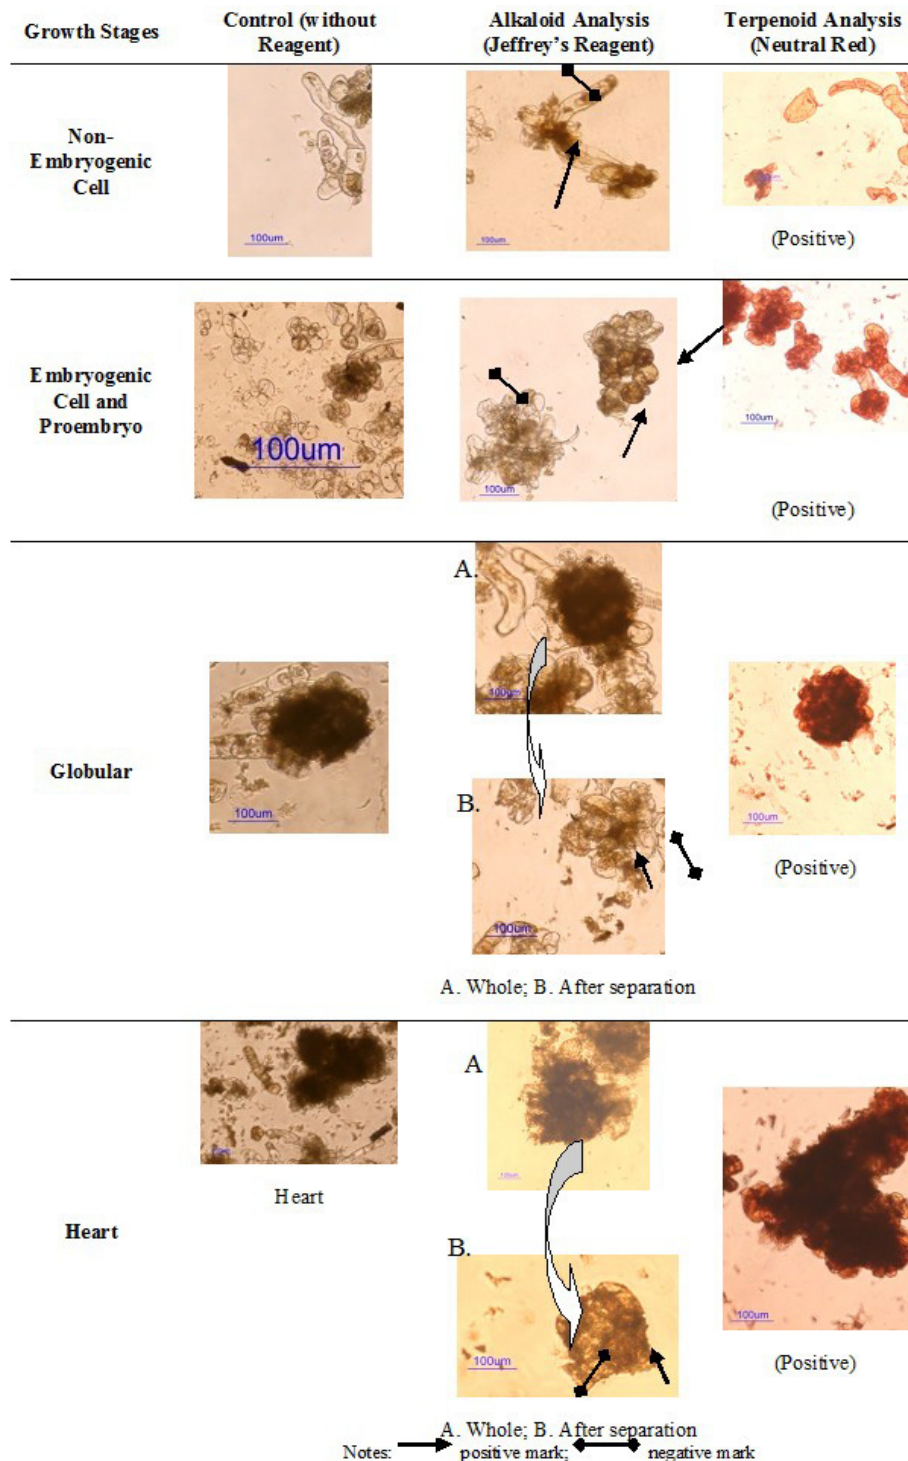 Growth Stages
Control (without
Reagent)
Alkaloid Analysis
(Jeffrey's Reagent)
Terpenoid Analysis
(Neutral Red)
Non-
Embryogenic
Cell
100um
100um
(Positive)
Embryogenic
Cell and
Proembryo
100um
100um
100um
(Positive)
Globular
100um
A.
100um
B.
100um
100um
(Positive)
A. Whole; B. After separation
Heart
Heart
A
B.
100um
100um
(Positive)
A. Whole; B. After separation
Notes: positive mark; negative mark